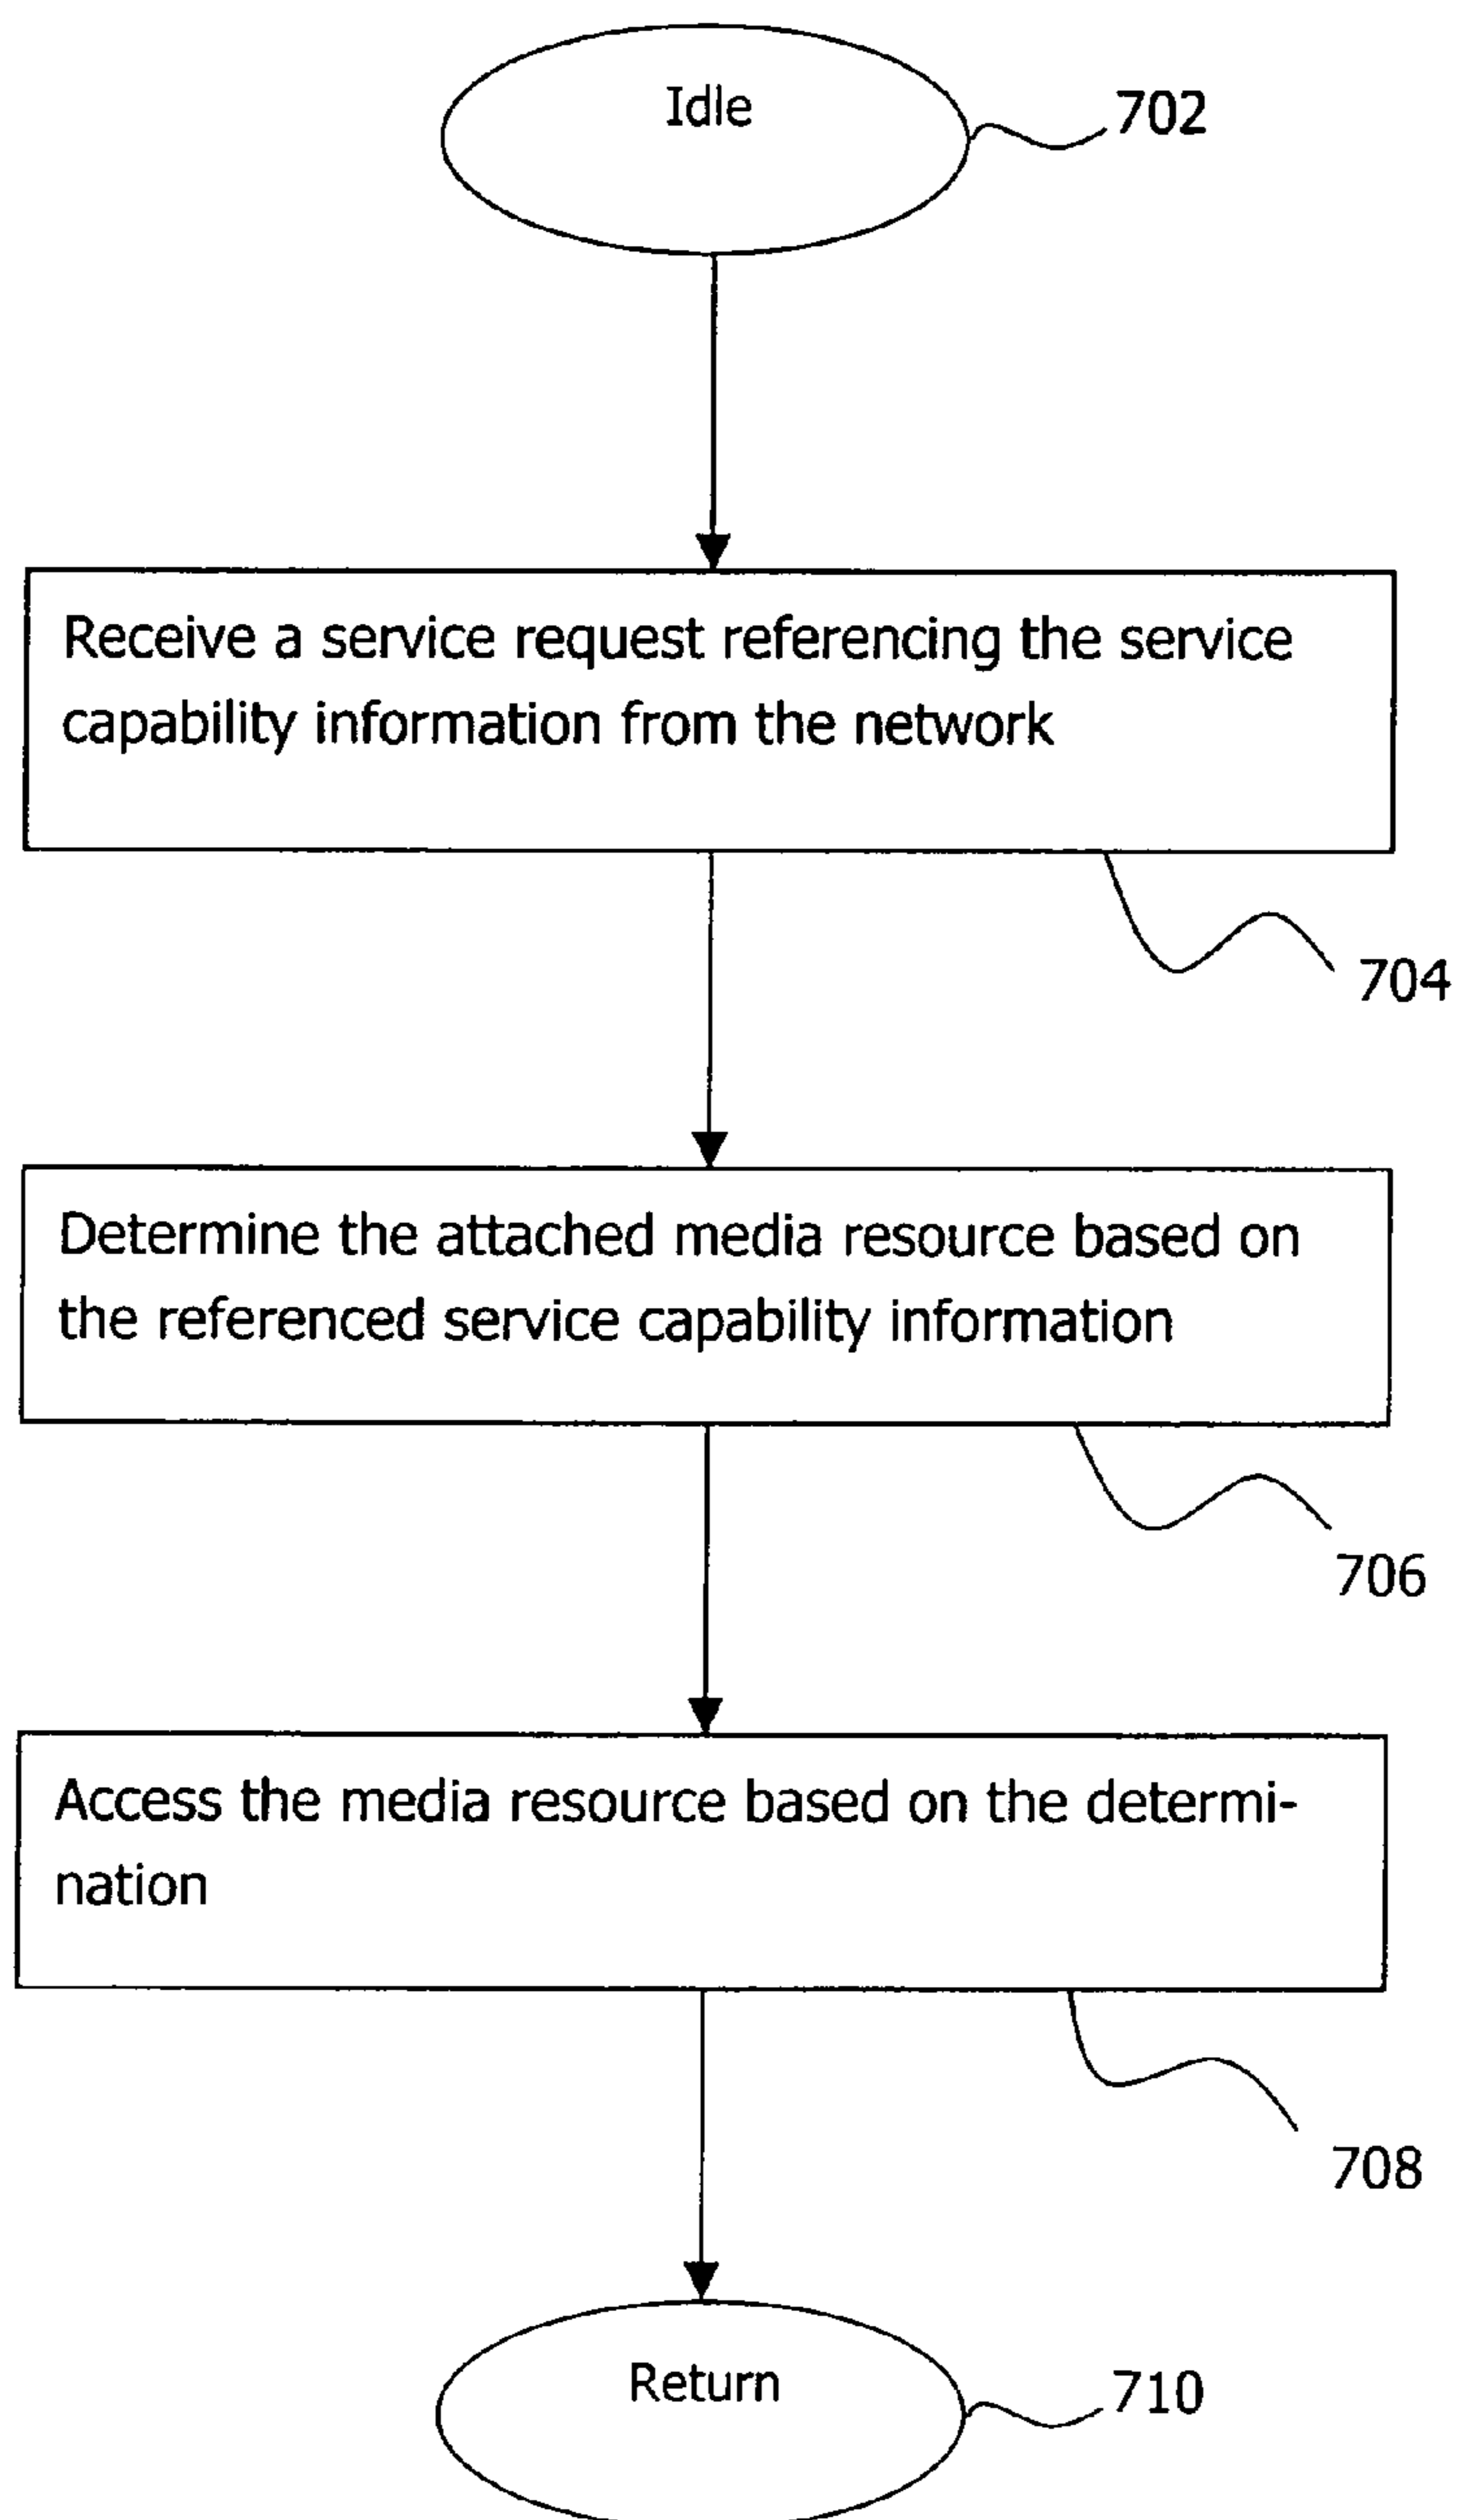 Idle
702
Receive a service request referencing the service
capability information from the network
704
Determine the attached media resource based on
the referenced service capability information
706
Access the media resource based on the determi-
nation
708
Return
710